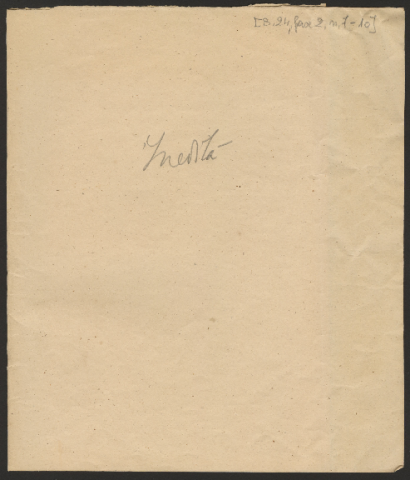 [B.24, fasc 2, n. 1-10]
Inedita